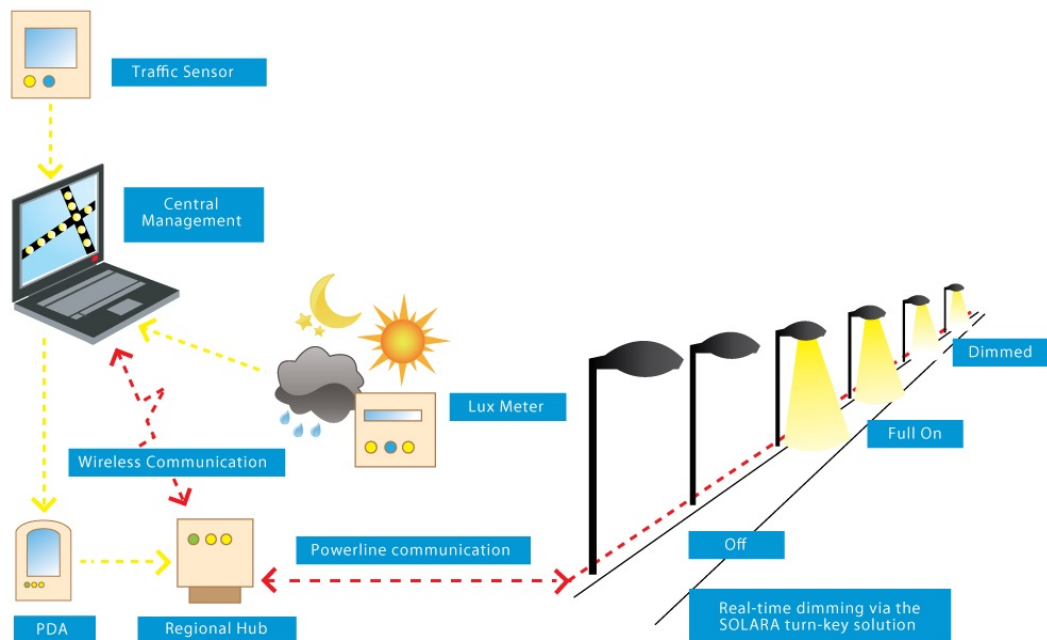 Traffic Sensor
Central
Management
Lux Meter
Dimmed
Full On
Wireless Communication
Powerline communication
Off
PDA
Regional Hub
Real-time dimming via the
SOLARA turn-key solution